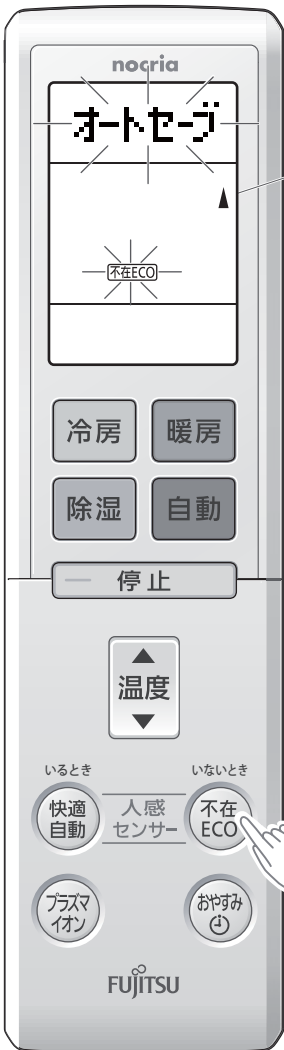 nocria
オートセーブ
不在ECO
冷房
暖房
除湿
自動
停止
温度
いるとき
いないとき
快適
自動
人感
センサー
不在
ECO
プラズマ
イオン
おやすみ
FUJITSU